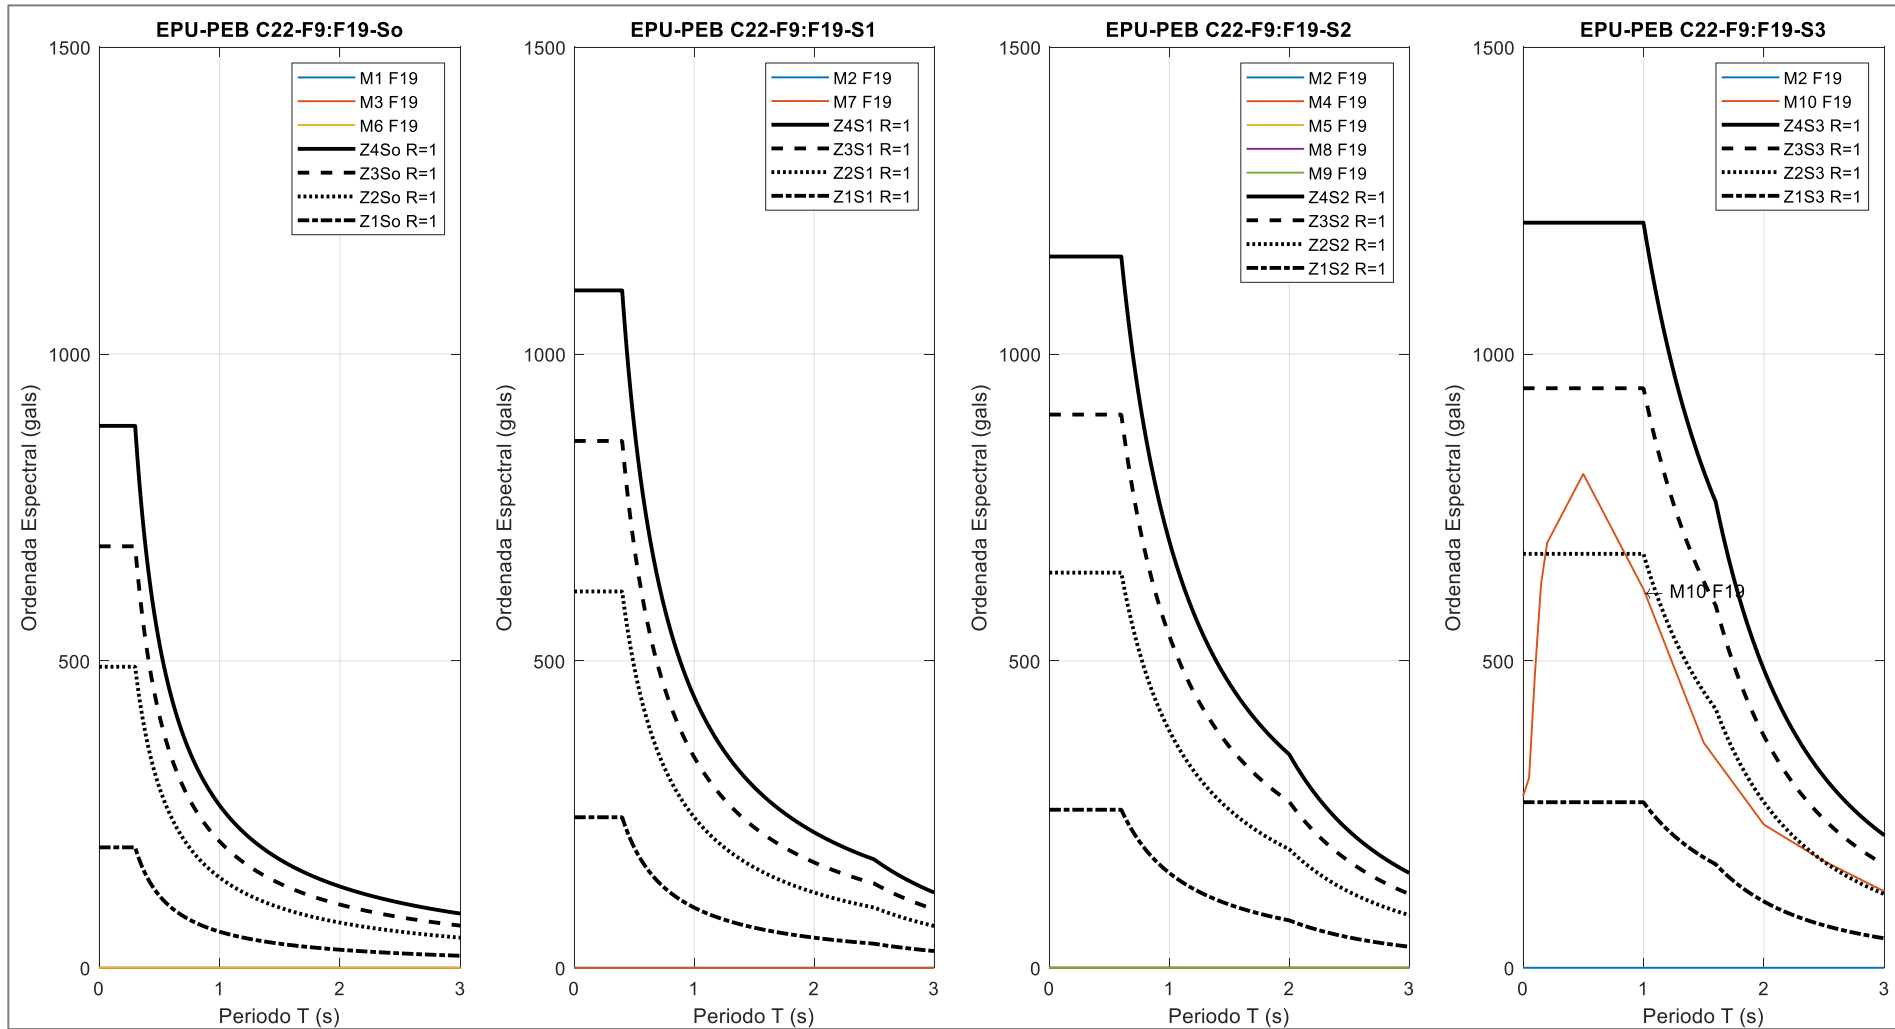 EPU-PEB C22-F9:F19-So
1500
1000
500
0
0
1
2
3
Ordenada Espectral (gals)
Periodo T (s)
M1 F19
M3 F19
M6 F19
Z4So R=1
Z3So R=1
Z2So R=1
Z1So R=1
EPU-PEB C22-F9:F19-S1
1500
1000
500
0
0
1
2
3
Ordenada Espectral (gals)
Periodo T (s)
M2 F19
M7 F19
Z4S1 R=1
Z3S1 R=1
Z2S1 R=1
Z1S1 R=1
EPU-PEB C22-F9:F19-S2
1500
1000
500
0
0
1
2
3
Ordenada Espectral (gals)
Periodo T (s)
M2 F19
M4 F19
M5 F19
M8 F19
M9 F19
Z4S2 R=1
Z3S2 R=1
Z2S2 R=1
Z1S2 R=1
EPU-PEB C22-F9:F19-S3
1500
1000
500
0
0
1
2
3
Ordenada Espectral (gals)
Periodo T (s)
M2 F19
M10 F19
Z4S3 R=1
Z3S3 R=1
Z2S3 R=1
Z1S3 R=1
← M10 F19